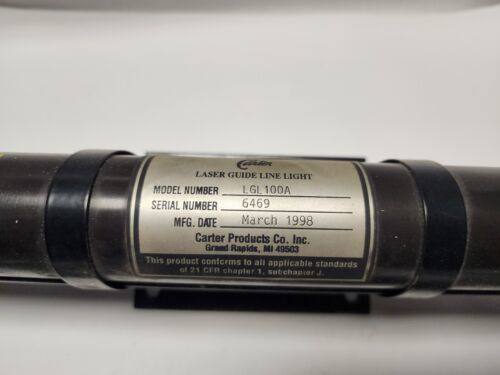 Carter
LASER GUIDE LINE LIGHT
MODEL NUMBER LGL100A
SERIAL NUMBER 6469
MFG. DATE March 1998
Carter Products Co. Inc.
Grand Rapids, MI 49503
This product conforms to all applicable standards
of 21 CFR chapter 1, subchapter J.